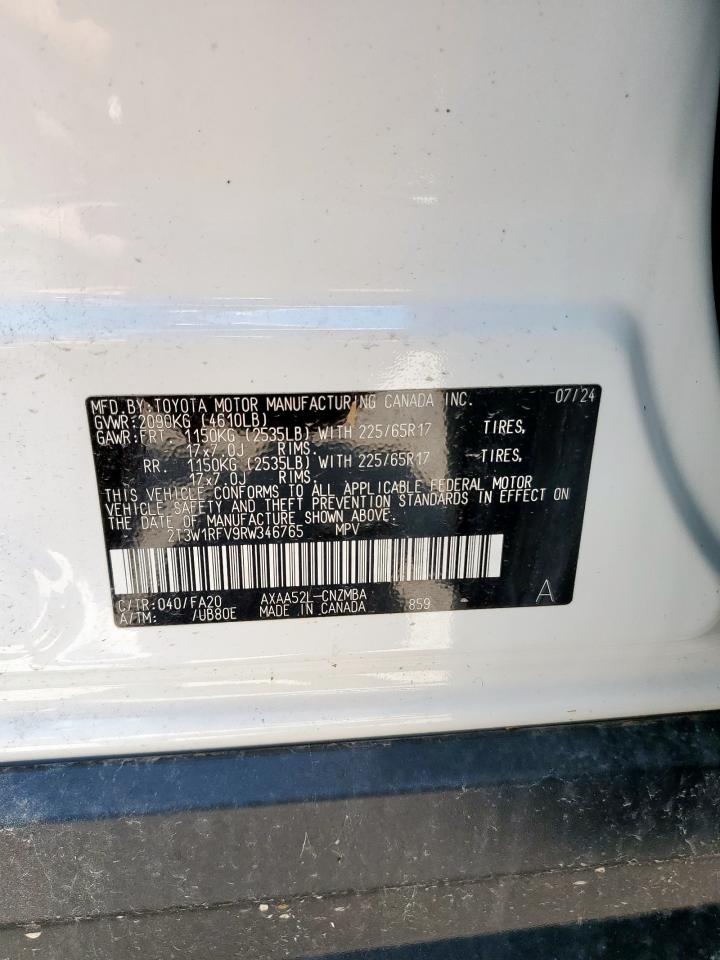 MFD.BY:TOYOTA MOTOR MANUFACTURING CANADA INC. 07/24
GVWR:2090KG (4610LB)
GAWR:FRT. 1150KG (2535LB) WITH 225/65R17 TIRES,
17x7.0J RIMS.
RR. 1150KG (2535LB) WITH 225/65R17 TIRES,
17x7.0J RIMS.
THIS VEHICLE CONFORMS TO ALL APPLICABLE FEDERAL MOTOR
VEHICLE SAFETY AND THEFT PREVENTION STANDARDS IN EFFECT ON
THE DATE OF MANUFACTURE SHOWN ABOVE.
2T3W1RFV9RW346765 MPV
C/TR:040/FA20 AXAA52L-CNZMBA A
A/TM: /UB80E MADE IN CANADA 859